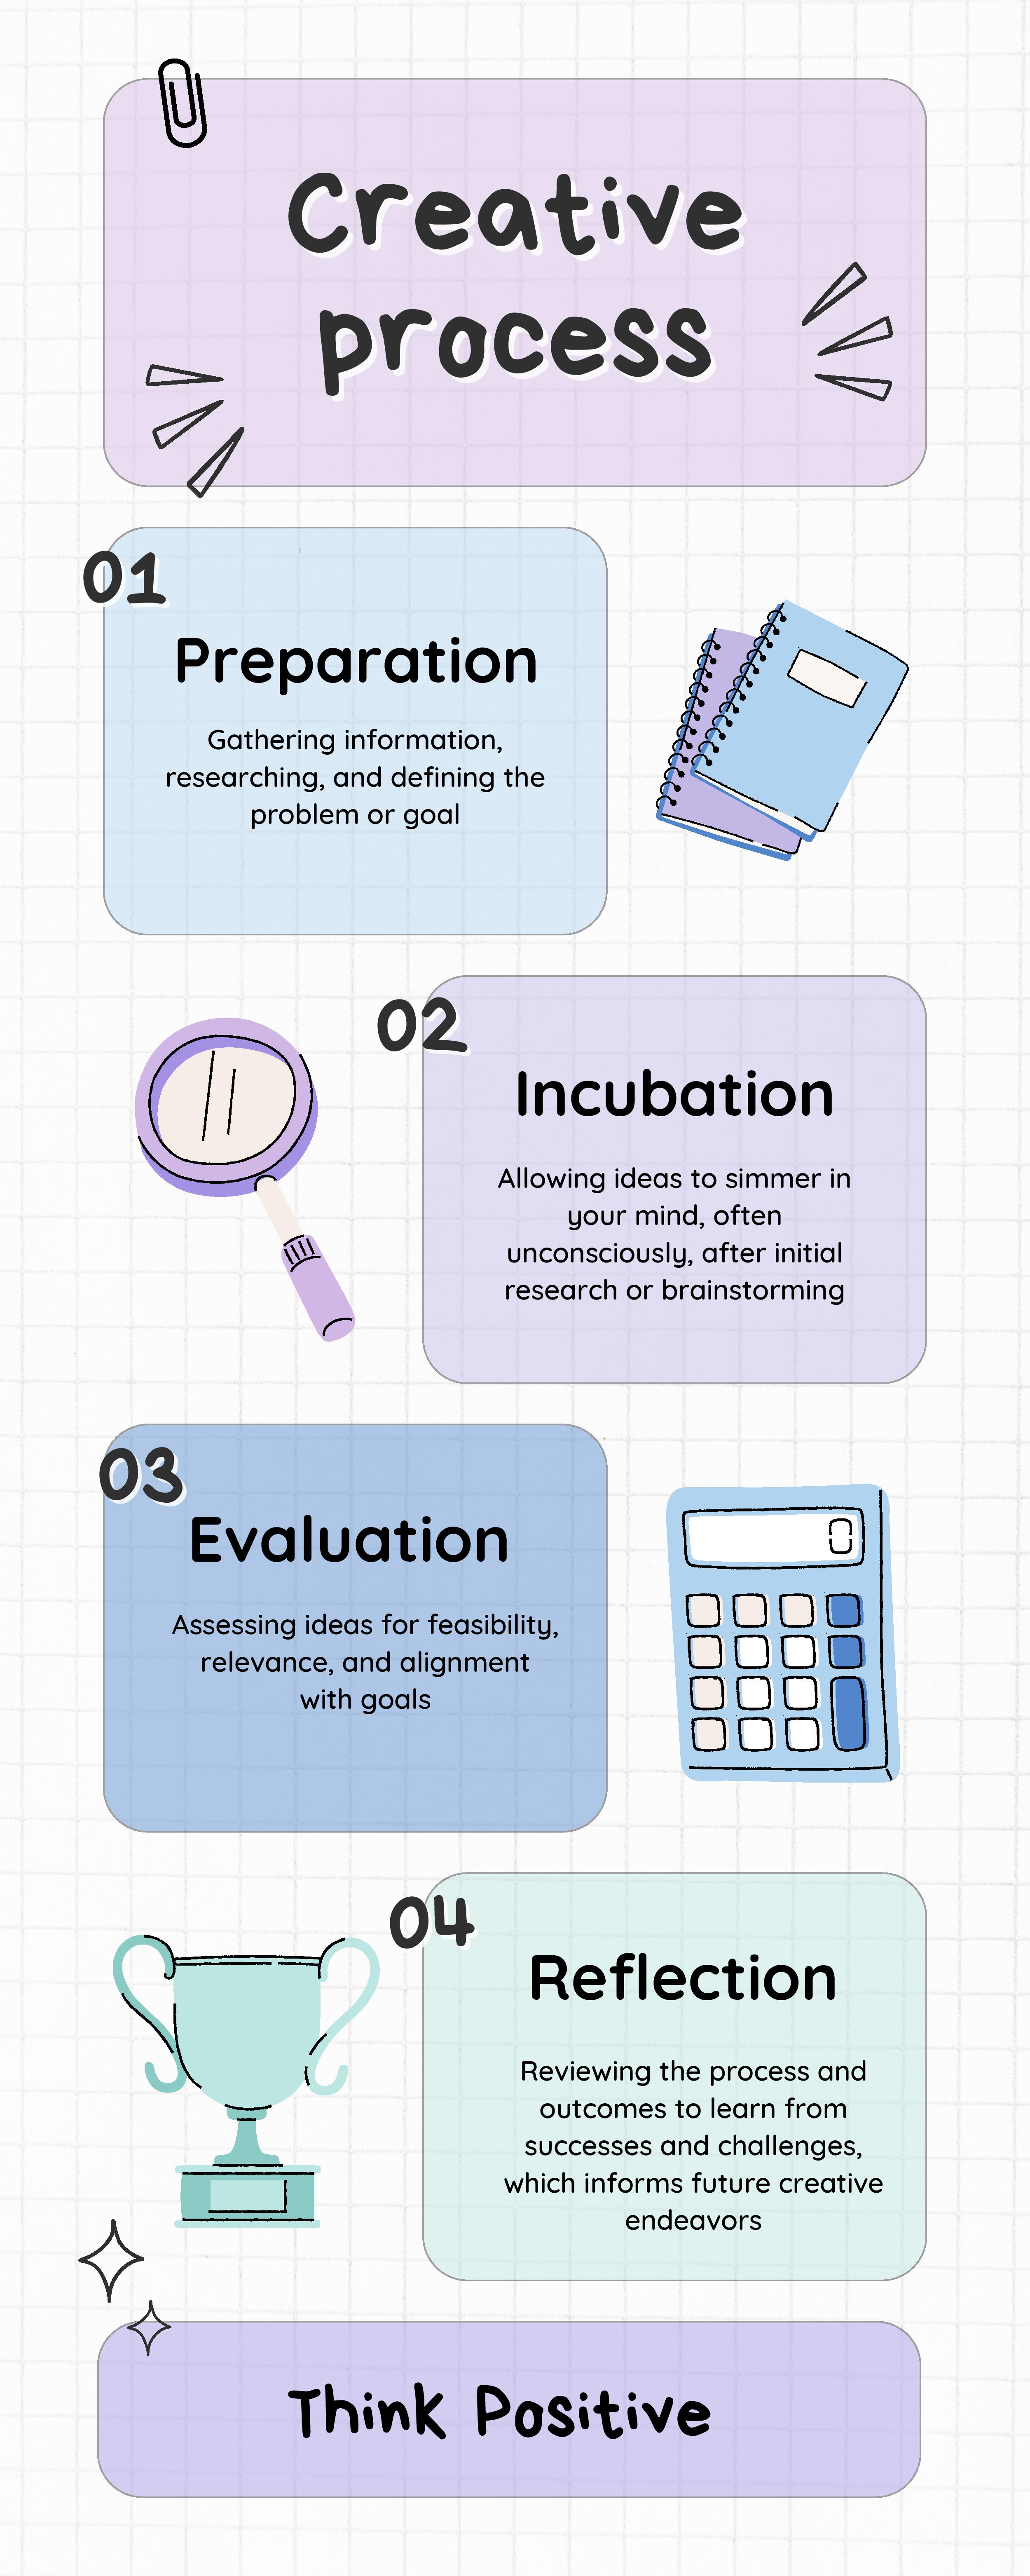 Creative
process
01
Preparation
Gathering information,
researching, and defining the
problem or goal
02
Incubation
Allowing ideas to simmer in
your mind, often
unconsciously, after initial
research or brainstorming
03
Evaluation
Assessing ideas for feasibility,
relevance, and alignment
with goals
0
04
Reflection
Reviewing the process and
outcomes to learn from
successes and challenges,
which informs future creative
endeavors
Think Positive